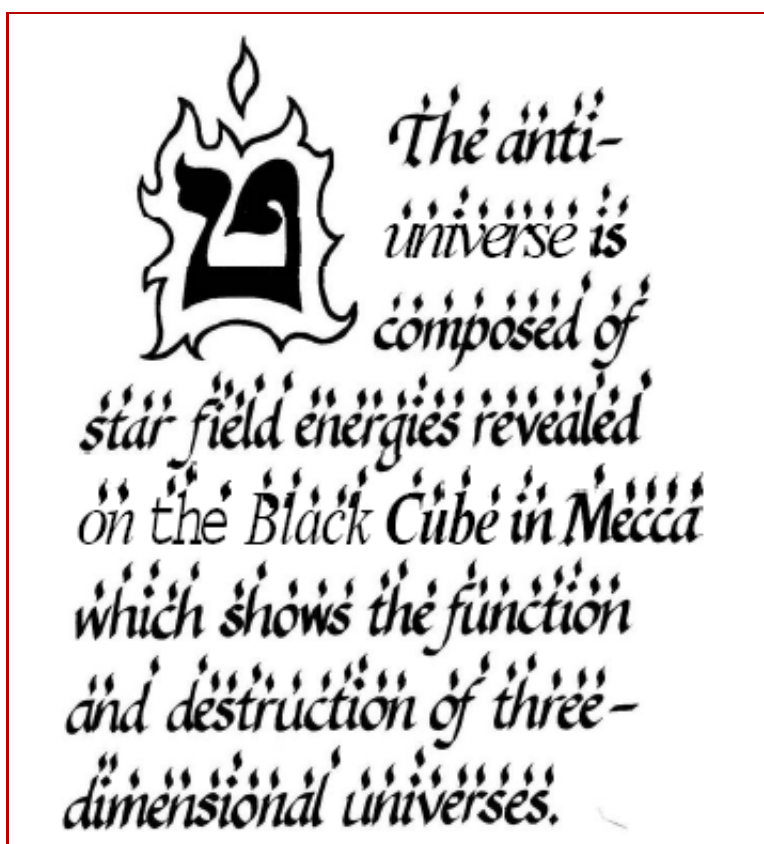 מ
The anti-
universe is
composed of
star field energies revealed
on the Black Cube in Mecca
which shows the function
and destruction of three-
dimensional universes.